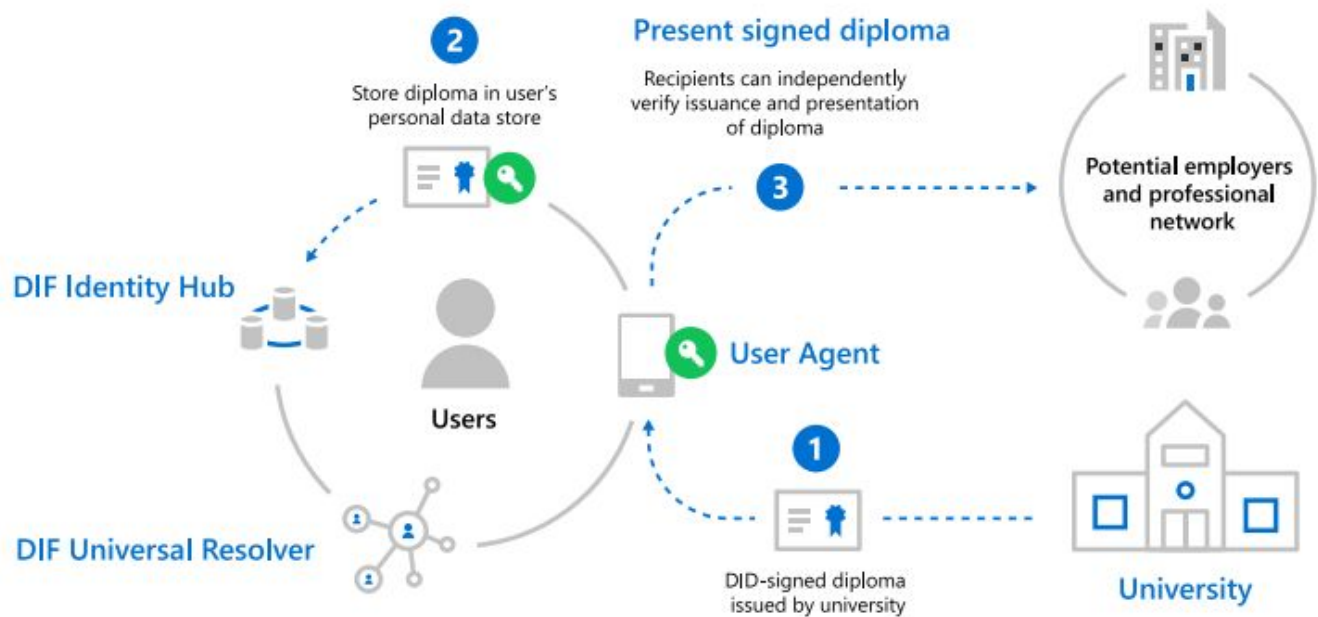 2
Store diploma in user's
personal data store
Present signed diploma
Recipients can independently
verify issuance and presentation
of diploma
3
Potential employers
and professional
network
DIF Identity Hub
Users
User Agent
1
DID-signed diploma
issued by university
DIF Universal Resolver
University